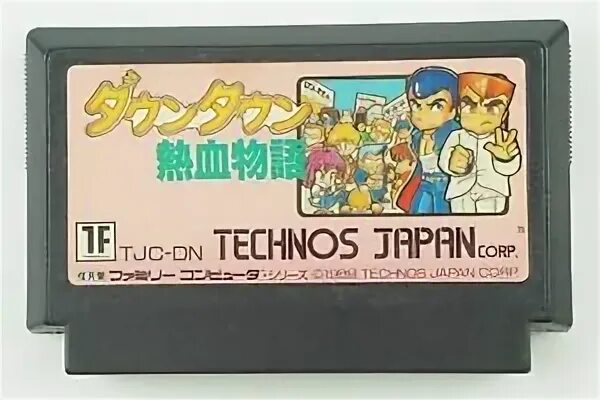 ダウンタウン
熱血物語
1F TJC-DN TECHNOS JAPAN CORP.
ファミリーコンピュータシリーズ ©1989 TECHNOS JAPAN CORP.